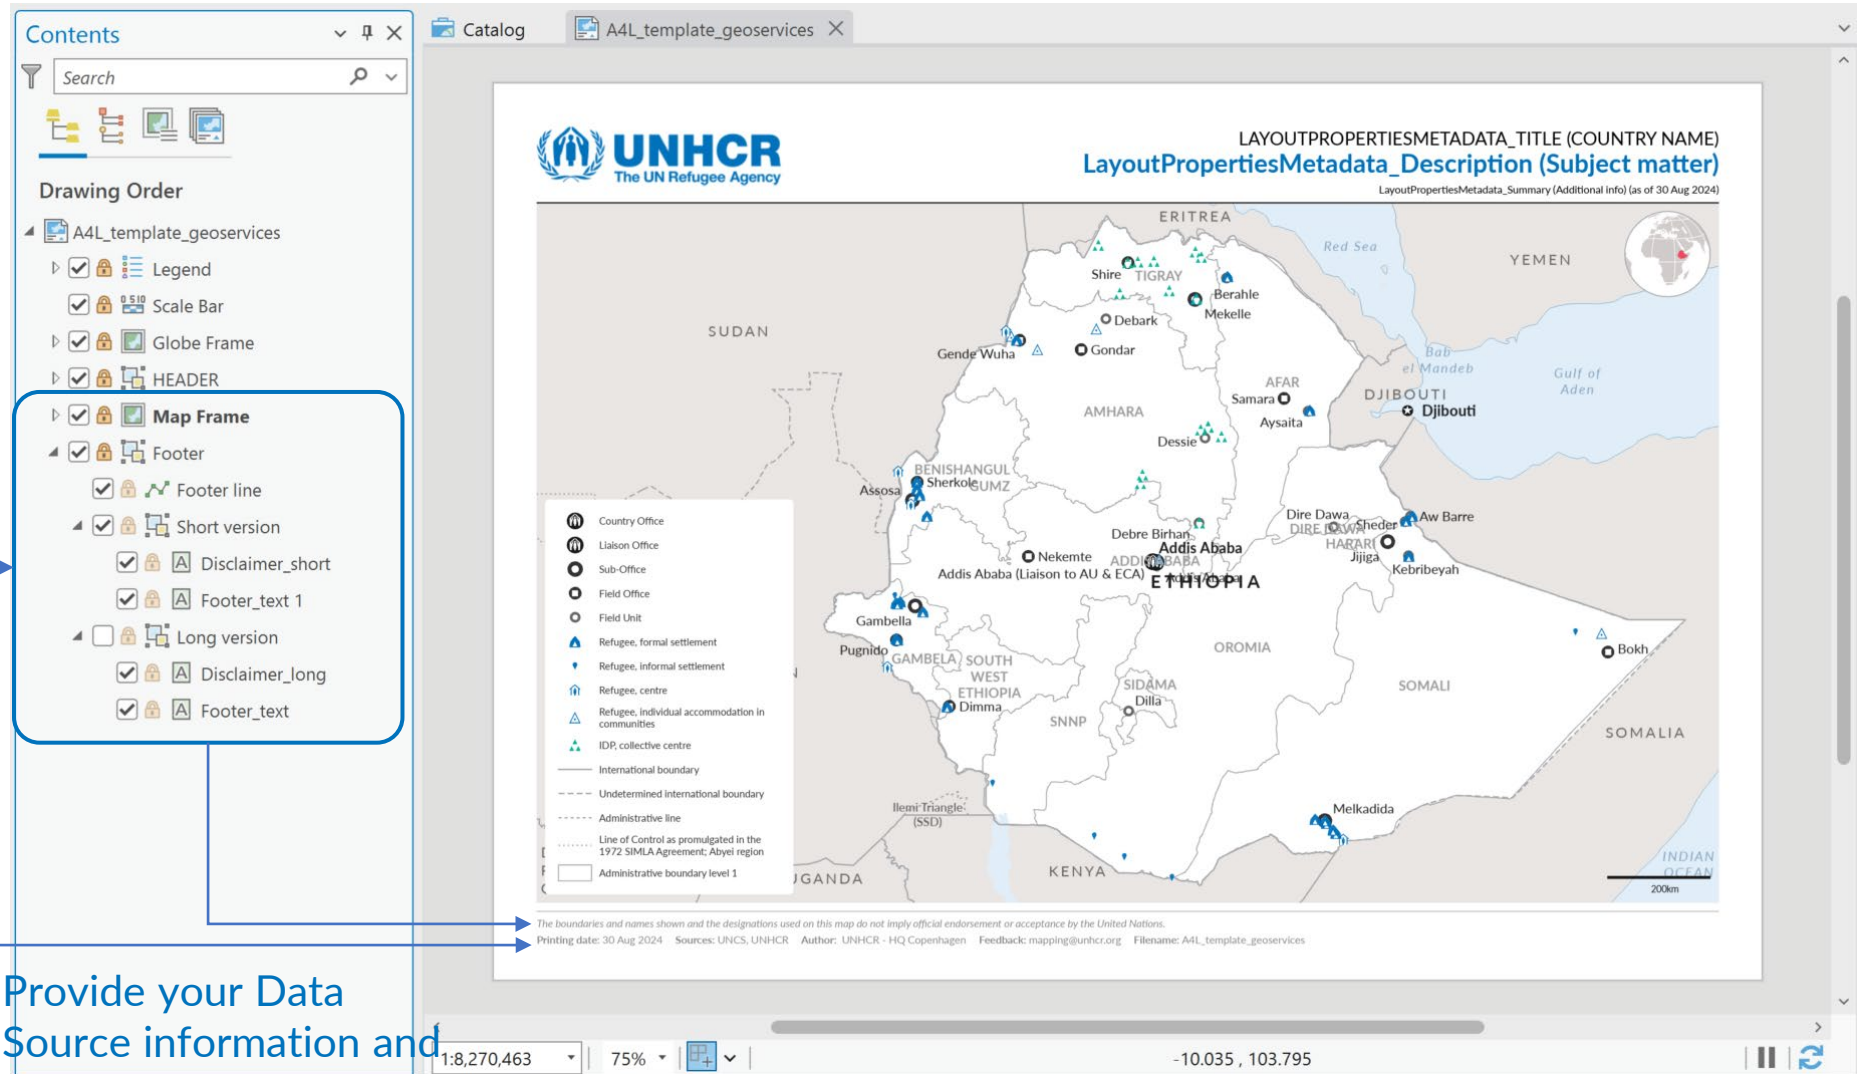 Contents
Search
Drawing Order
A4L_template_geoservices
Legend
0 5 10
Scale Bar
Globe Frame
HEADER
Map Frame
Footer
Footer line
Short version
A Disclaimer_short
A Footer_text 1
Long version
A Disclaimer_long
A Footer_text
Provide your Data
Source information and
Catalog
A4L_template_geoservices
UNHCR
The UN Refugee Agency
LAYOUTPROPERTIESMETADATA_TITLE (COUNTRY NAME)
LayoutPropertiesMetadata_Description (Subject matter)
LayoutPropertiesMetadata_Summary (Additional info) (as of 30 Aug 2024)
ERITREA
Red Sea
YEMEN
Shire
TIGRAY
Berahle
Mekelle
Debark
SUDAN
Gende Wuha
Gondar
Bab
el Mandeb
Gulf of
Aden
AFAR
Samara
DJIBOUTI
Djibouti
AMHARA
Aysaita
Dessie
BENISHANGUL
GUMZ
Sherkole
Assosa
Dire Dawa
DIRE DAWA
Sheder
Aw Barre
HARARI
Jijiga
Kebribeyah
Debre Birhan
Addis Ababa
ADDIS ABABA
Nekemte
Addis Ababa (Liaison to AU & ECA)
Addis Ababa
ETHIOPIA
Gambella
Pugnido
GAMBELA
SOUTH
WEST
ETHIOPIA
Dimma
OROMIA
Bokh
SIDAMA
Dilla
SNNP
SOMALI
SOMALIA
Ilemi Triangle
(SSD)
Melkadida
UGANDA
KENYA
INDIAN
OCEAN
200km
Country Office
Liaison Office
Sub-Office
Field Office
Field Unit
Refugee, formal settlement
Refugee, informal settlement
Refugee, centre
Refugee, individual accommodation in
communities
IDP, collective centre
International boundary
Undetermined international boundary
Administrative line
Line of Control as promulgated in the
1972 SIMLA Agreement; Abyei region
Administrative boundary level 1
The boundaries and names shown and the designations used on this map do not imply official endorsement or acceptance by the United Nations.
Printing date: 30 Aug 2024 Sources: UNCS, UNHCR Author: UNHCR - HQ Copenhagen Feedback: mapping@unhcr.org Filename: A4L_template_geoservices
1:8,270,463
75%
-10.035 , 103.795